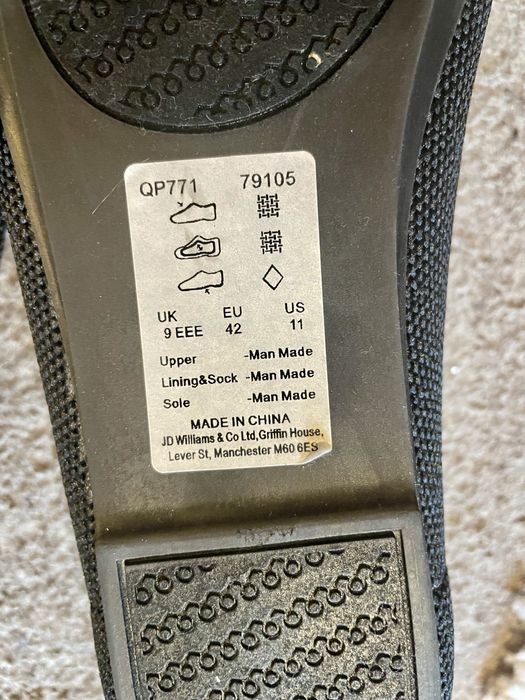 QP771 79105
UK EU US
9 EEE 42 11
Upper -Man Made
Lining&Sock -Man Made
Sole -Man Made
MADE IN CHINA
JD Williams & Co Ltd,Griffin House,
Lever St, Manchester M60 6ES